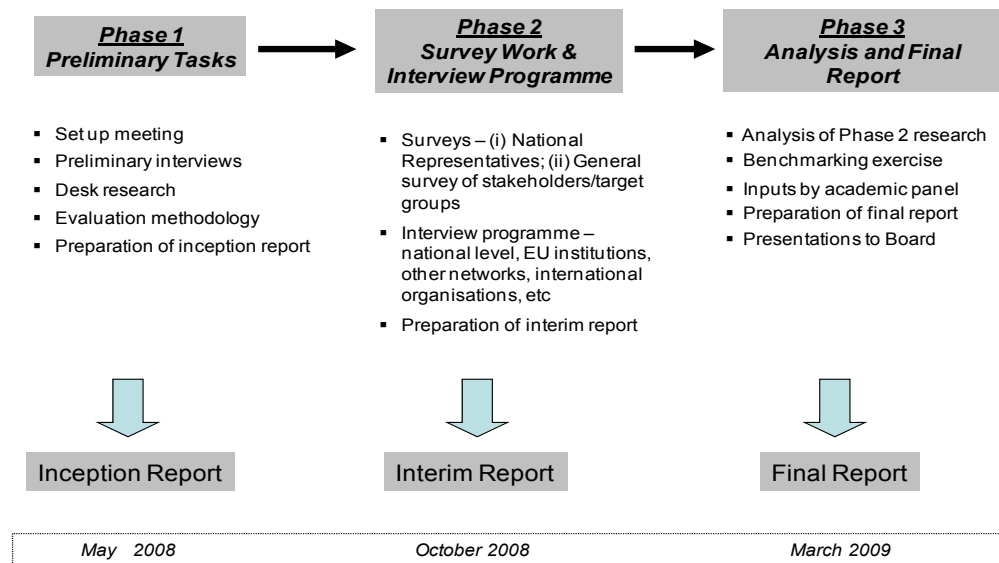 Phase 1
Preliminary Tasks
Phase 2
Survey Work &
Interview Programme
Phase 3
Analysis and Final
Report
▪ Set up meeting
▪ Preliminary interviews
▪ Desk research
▪ Evaluation methodology
▪ Preparation of inception report
▪ Surveys – (i) National
Representatives; (ii) General
survey of stakeholders/target
groups
▪ Interview programme –
national level, EU institutions,
other networks, international
organisations, etc
▪ Preparation of interim report
▪ Analysis of Phase 2 research
▪ Benchmarking exercise
▪ Inputs by academic panel
▪ Preparation of final report
▪ Presentations to Board
Inception Report
Interim Report
Final Report
May 2008
October 2008
March 2009